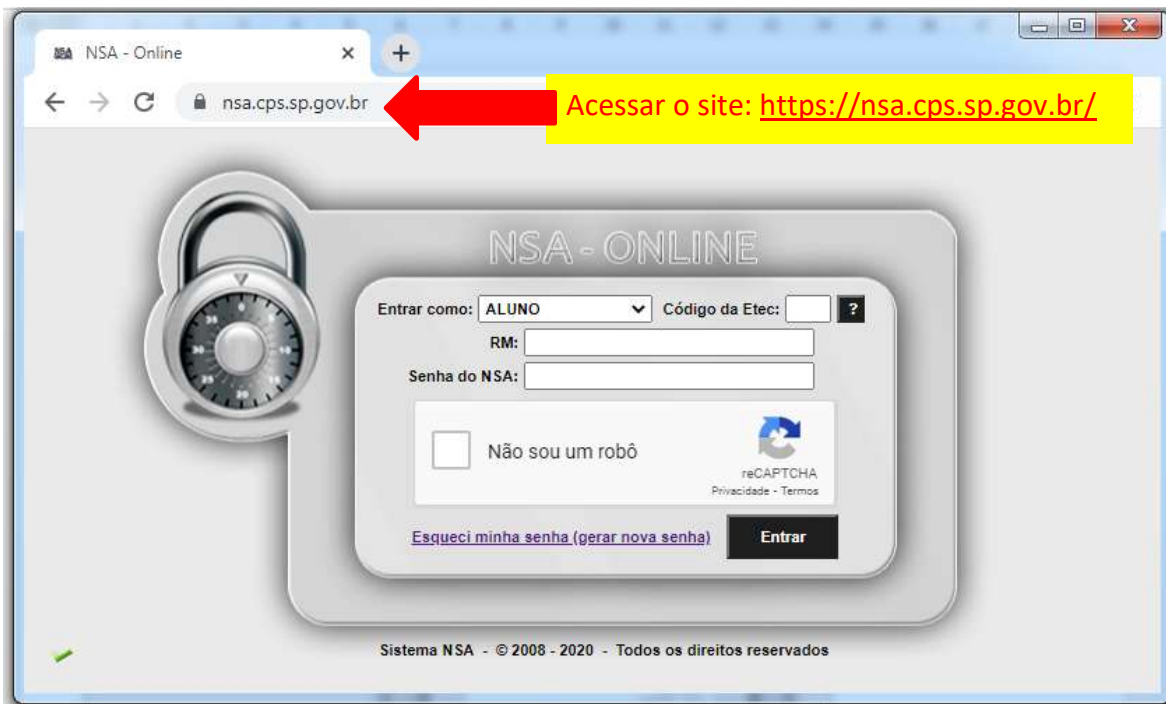 NSA - Online
nsa.cps.sp.gov.br
Acessar o site: https://nsa.cps.sp.gov.br/
NSA - ONLINE
Entrar como: ALUNO Código da Etec: ?
RM:
Senha do NSA:
Não sou um robô
reCAPTCHA
Privacidade - Termos
Esqueci minha senha (gerar nova senha) Entrar
Sistema NSA - © 2008 - 2020 - Todos os direitos reservados